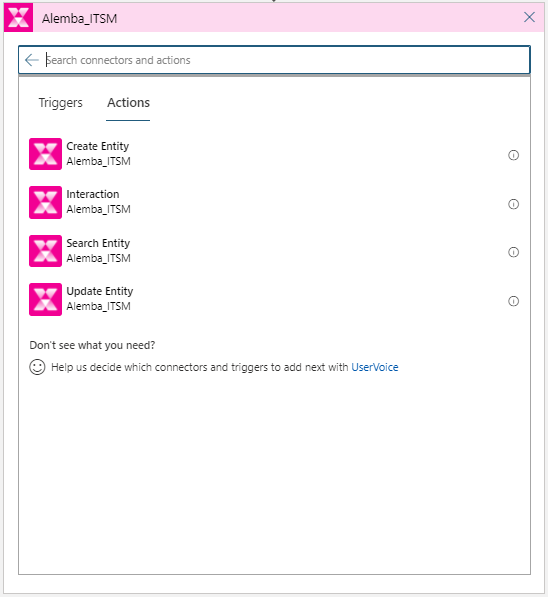 Alemba_ITSM
Search connectors and actions
Triggers Actions
Create Entity
Alemba_ITSM
Interaction
Alemba_ITSM
Search Entity
Alemba_ITSM
Update Entity
Alemba_ITSM
Don't see what you need?
Help us decide which connectors and triggers to add next with UserVoice